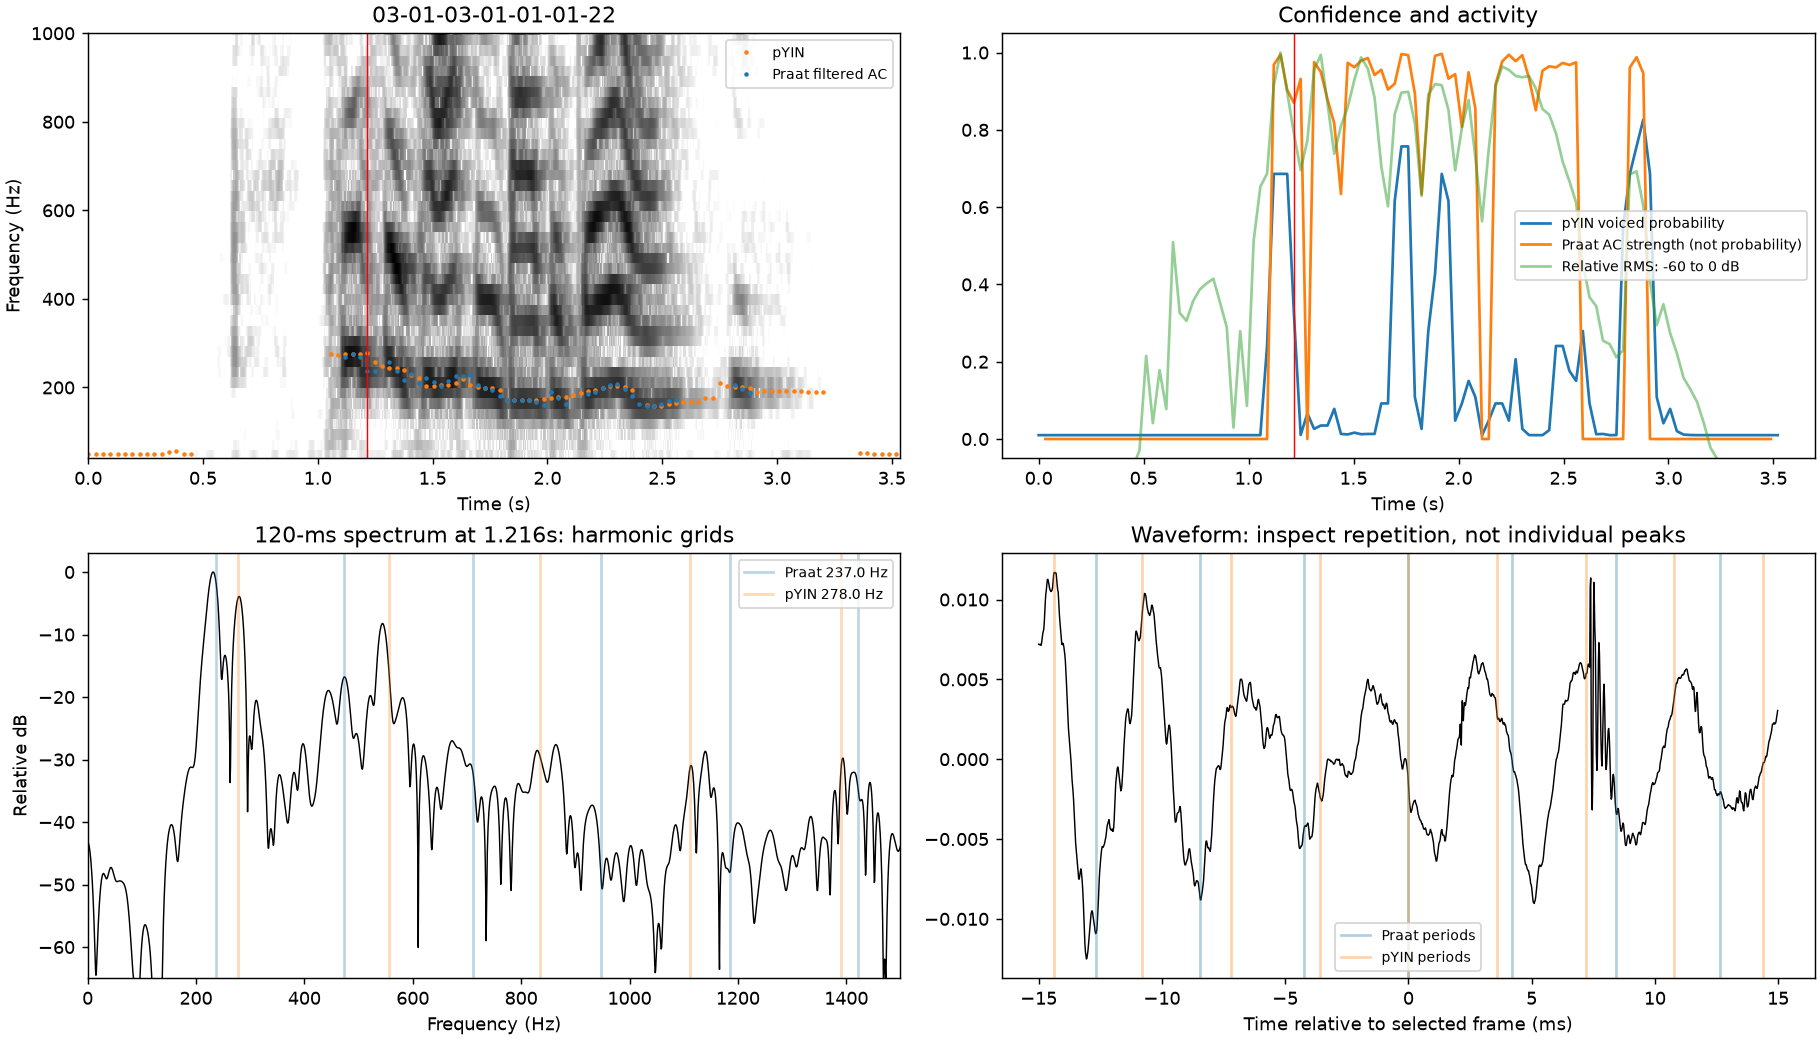 03-01-03-01-01-01-22
1000
800
600
400
200
Frequency (Hz)
pYIN
Praat filtered AC
0.0 0.5 1.0 1.5 2.0 2.5 3.0 3.5
Time (s)
Confidence and activity
1.0
0.8
0.6
0.4
0.2
0.0
pYIN voiced probability
Praat AC strength (not probability)
Relative RMS: -60 to 0 dB
0.0 0.5 1.0 1.5 2.0 2.5 3.0 3.5
Time (s)
120-ms spectrum at 1.216s: harmonic grids
0
−10
−20
−30
−40
−50
−60
Relative dB
Praat 237.0 Hz
pYIN 278.0 Hz
0 200 400 600 800 1000 1200 1400
Frequency (Hz)
Waveform: inspect repetition, not individual peaks
0.010
0.005
0.000
−0.005
−0.010
Praat periods
pYIN periods
−15 −10 −5 0 5 10 15
Time relative to selected frame (ms)